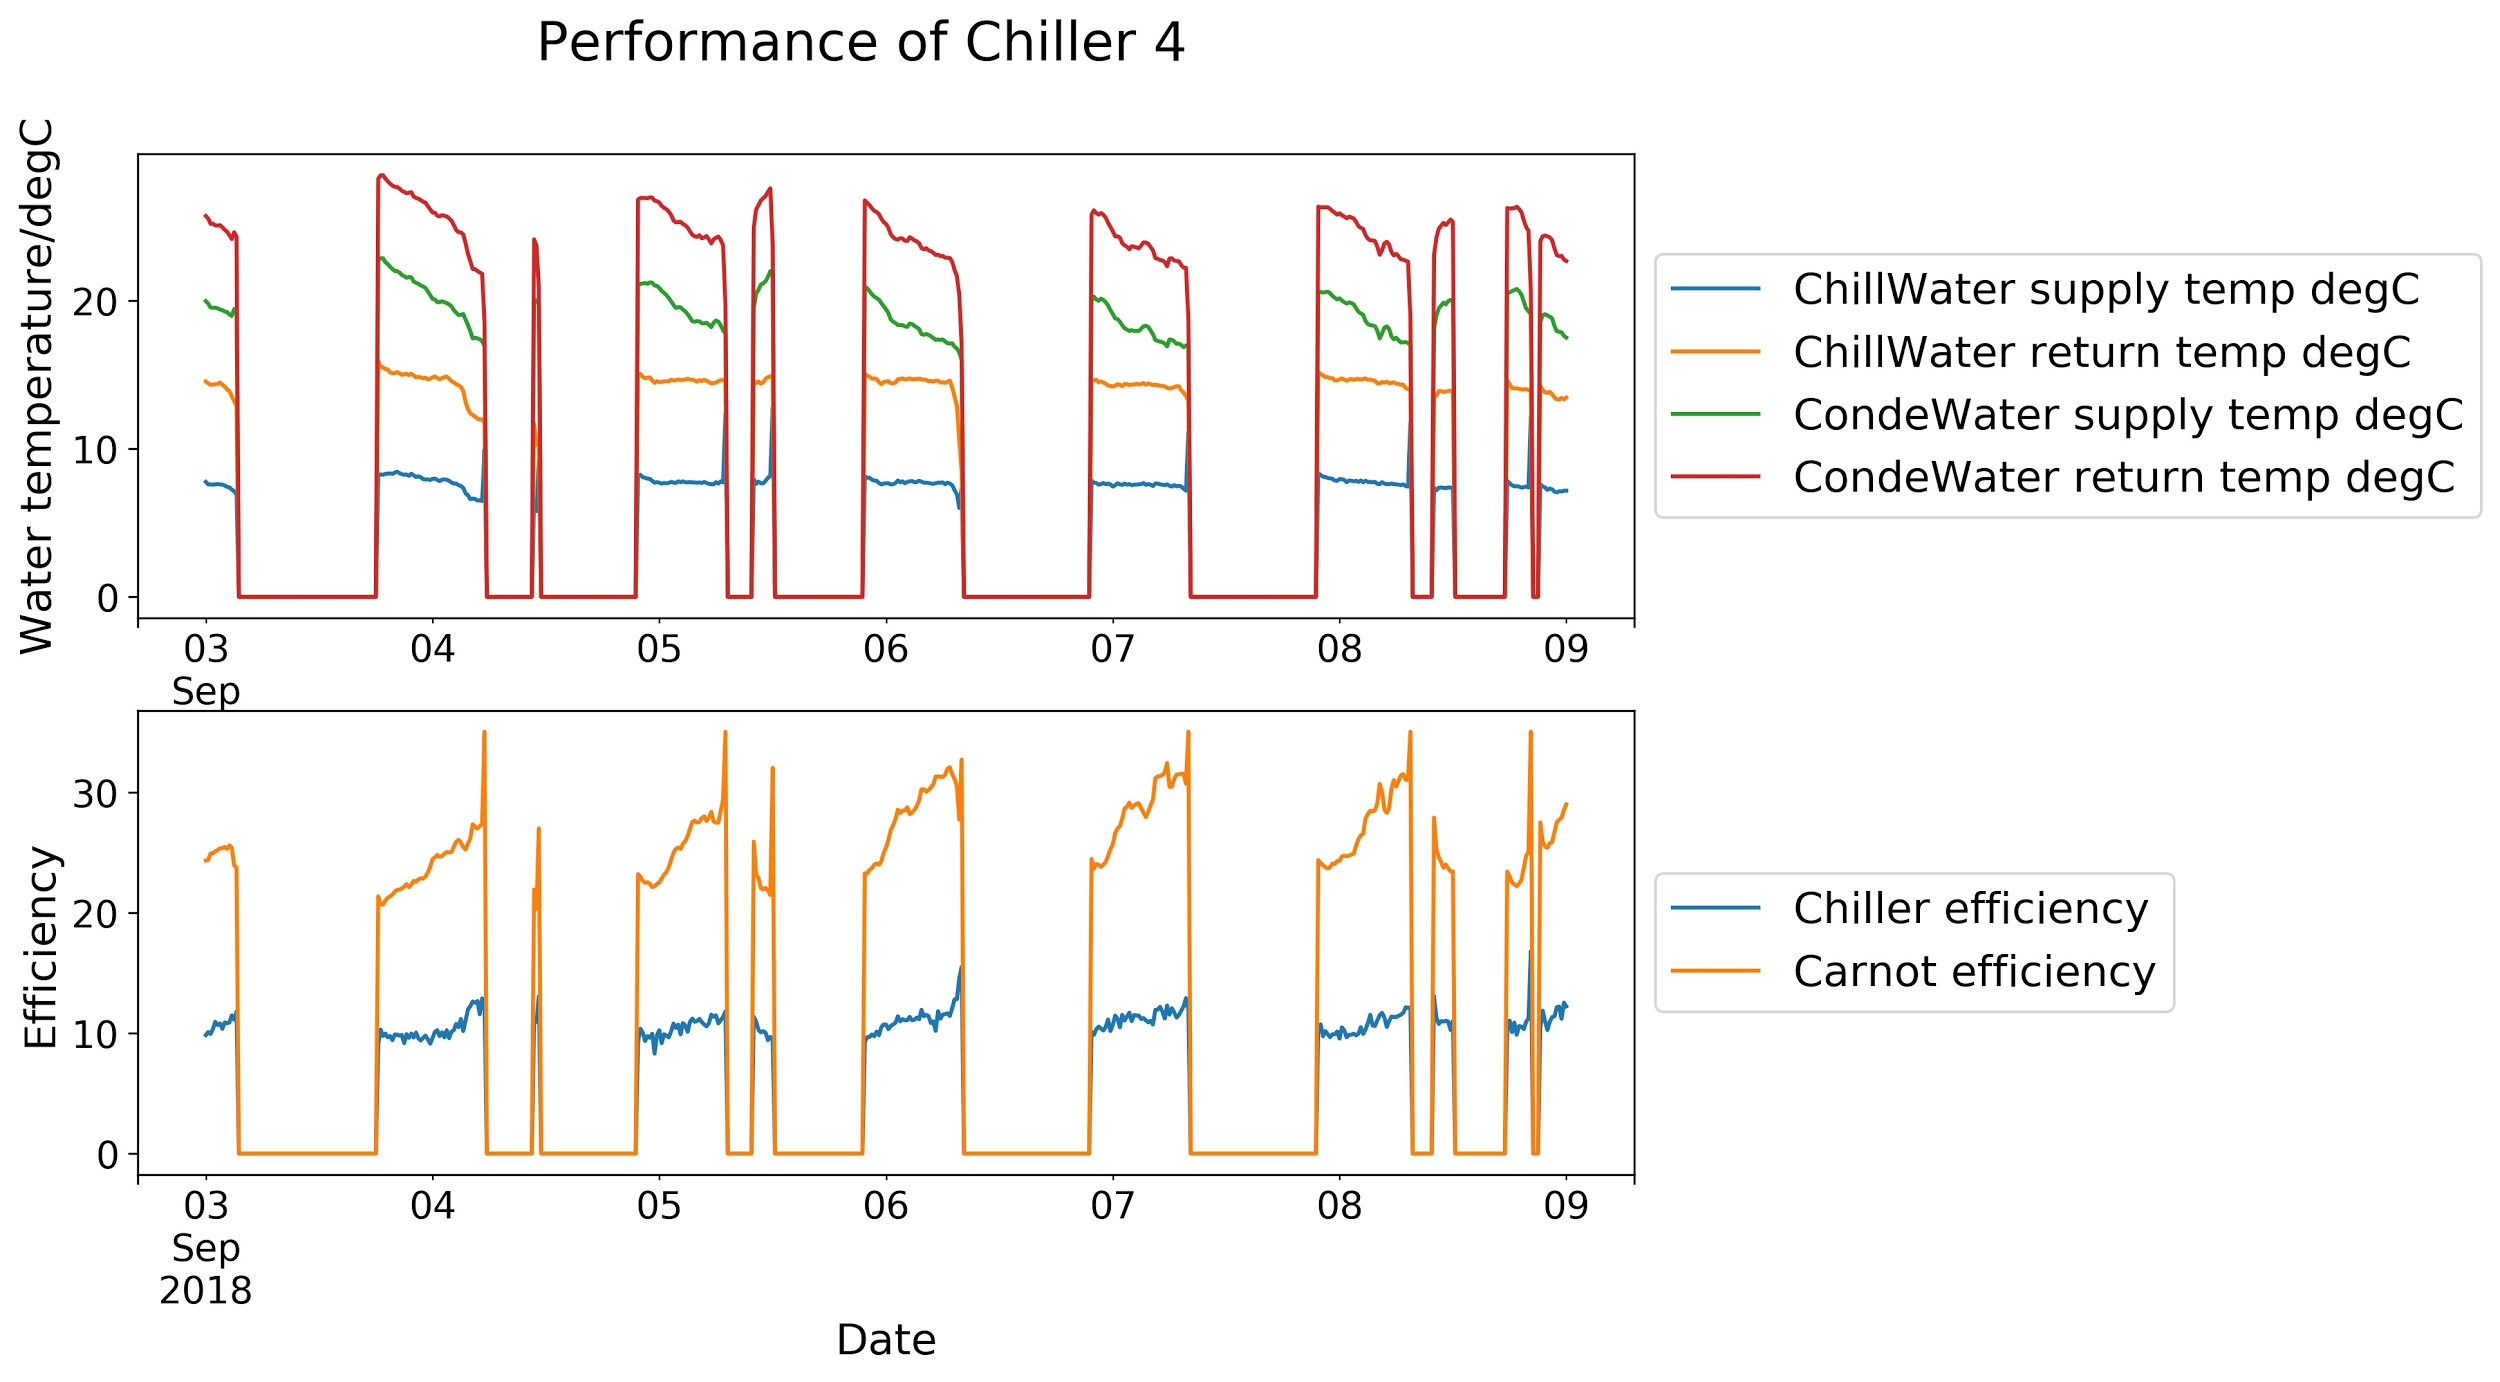 Performance of Chiller 4
Water temperature/degC
20
10
0
03 04 05 06 07 08 09
Sep
ChillWater supply temp degC
ChillWater return temp degC
CondeWater supply temp degC
CondeWater return temp degC
Efficiency
30
20
10
0
03 04 05 06 07 08 09
Sep
2018
Date
Chiller efficiency
Carnot efficiency